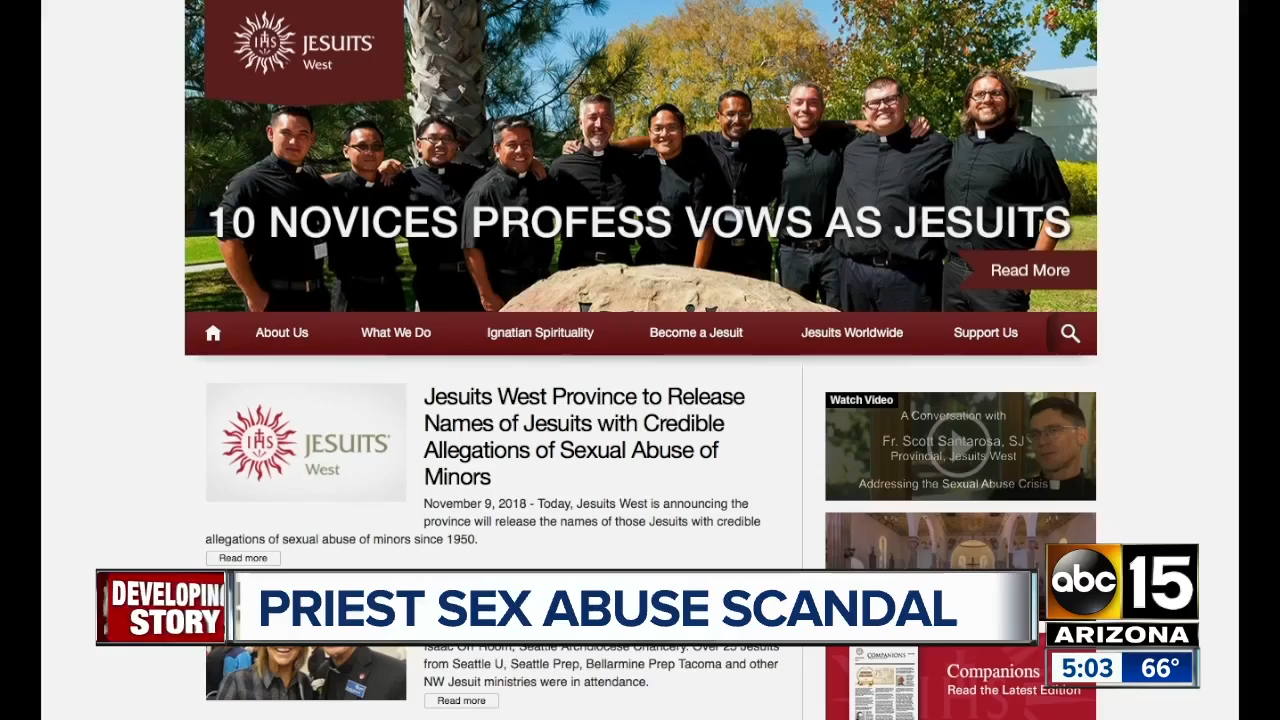 IHS JESUITS
West
10 NOVICES PROFESS VOWS AS JESUITS
Read More
About Us What We Do Ignatian Spirituality Become a Jesuit Jesuits Worldwide Support Us
IHS JESUITS
West
Jesuits West Province to Release
Names of Jesuits with Credible
Allegations of Sexual Abuse of
Minors
November 9, 2018 - Today, Jesuits West is announcing the
province will release the names of those Jesuits with credible
allegations of sexual abuse of minors since 1950.
Read more
Watch Video
A Conversation with
Fr. Scott Santarosa, SJ
Provincial, Jesuits West
Addressing the Sexual Abuse Crisis
DEVELOPING
STORY
PRIEST SEX ABUSE SCANDAL
abc 15
ARIZONA
5:03 66°
Room, Seattle Archdiocese Chancery. Over 25 Jesuits
from Seattle U, Seattle Prep, Bellarmine Prep Tacoma and other
NW Jesuit ministries were in attendance.
Read more
COMPANIONS
Companions
Read the Latest Edition